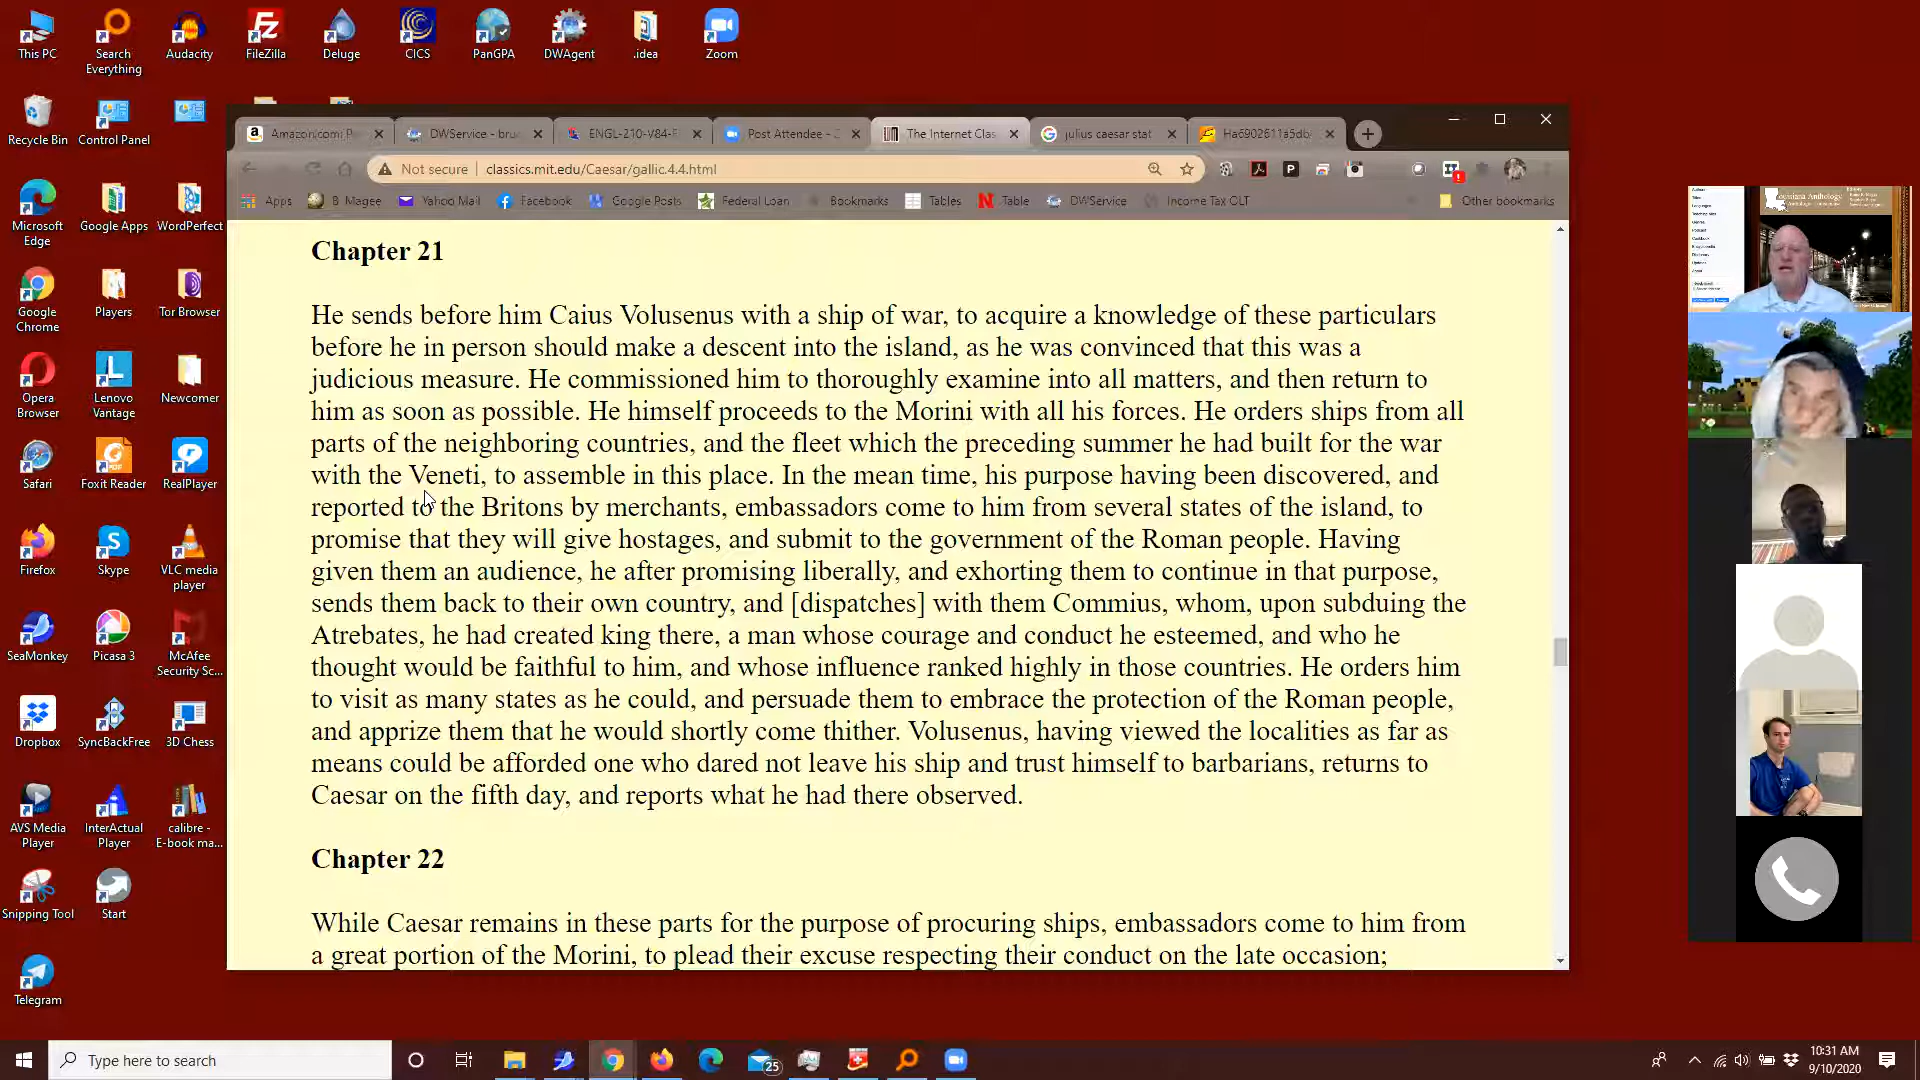 This PC
Search
Everything
Audacity
FileZilla
Deluge
CICS
PanGPA
DWAgent
.idea
Zoom
Recycle Bin
Control Panel
Microsoft
Edge
Google Apps
WordPerfect
Google
Chrome
Players
Tor Browser
Opera
Browser
Lenovo
Vantage
Newcomer
Safari
Foxit Reader
RealPlayer
Firefox
Skype
VLC media
player
SeaMonkey
Picasa 3
McAfee
Security Sc...
Dropbox
SyncBackFree
3D Chess
AVS Media
Player
InterActual
Player
calibre -
E-book ma...
Snipping Tool
Start
Telegram
Amazon.com: P
DWService - bru
ENGL-210-V84-F
Post Attendee - Z
The Internet Clas
julius caesar stat
Ha6902611a5db
Not secure
classics.mit.edu/Caesar/gallic.4.4.html
Apps
B Magee
Yahoo Mail
Facebook
Google Posts
Federal Loan
Bookmarks
Tables
Table
DWService
Income Tax OLT
Other bookmarks
Chapter 21
He sends before him Caius Volusenus with a ship of war, to acquire a knowledge of these particulars
before he in person should make a descent into the island, as he was convinced that this was a
judicious measure. He commissioned him to thoroughly examine into all matters, and then return to
him as soon as possible. He himself proceeds to the Morini with all his forces. He orders ships from all
parts of the neighboring countries, and the fleet which the preceding summer he had built for the war
with the Veneti, to assemble in this place. In the mean time, his purpose having been discovered, and
reported to the Britons by merchants, embassadors come to him from several states of the island, to
promise that they will give hostages, and submit to the government of the Roman people. Having
given them an audience, he after promising liberally, and exhorting them to continue in that purpose,
sends them back to their own country, and [dispatches] with them Commius, whom, upon subduing the
Atrebates, he had created king there, a man whose courage and conduct he esteemed, and who he
thought would be faithful to him, and whose influence ranked highly in those countries. He orders him
to visit as many states as he could, and persuade them to embrace the protection of the Roman people,
and apprize them that he would shortly come thither. Volusenus, having viewed the localities as far as
means could be afforded one who dared not leave his ship and trust himself to barbarians, returns to
Caesar on the fifth day, and reports what he had there observed.
Chapter 22
While Caesar remains in these parts for the purpose of procuring ships, embassadors come to him from
a great portion of the Morini, to plead their excuse respecting their conduct on the late occasion;
Type here to search
25
10:31 AM
9/10/2020